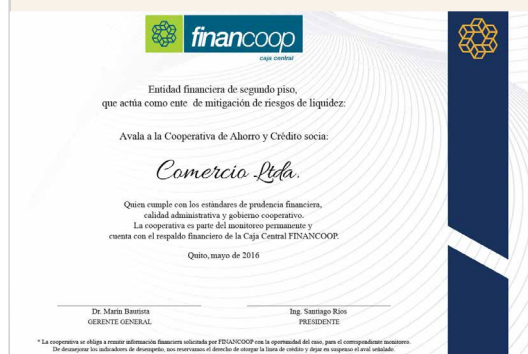 financoop
caja central
Entidad financiera de segundo piso,
que actúa como ente de mitigación de riesgos de liquidez:
Avala a la Cooperativa de Ahorro y Crédito socia:
Comercio Ltda.
Quien cumple con los estándares de prudencia financiera,
calidad administrativa y gobierno cooperativo.
La cooperativa es parte del monitoreo permanente y
cuenta con el respaldo financiero de la Caja Central FINANCOOP.
Quito, mayo de 2016
Dr. Marin Bautista
GERENTE GENERAL
Ing. Santiago Ríos
PRESIDENTE
* La cooperativa se obliga a remitir información financiera solicitada por FINANCOOP con la oportunidad del caso, para el correspondiente monitoreo.
De desmejorar los indicadores de desempeño, nos reservamos el derecho de otorgar la línea de crédito y dejar en suspenso el aval señalado.